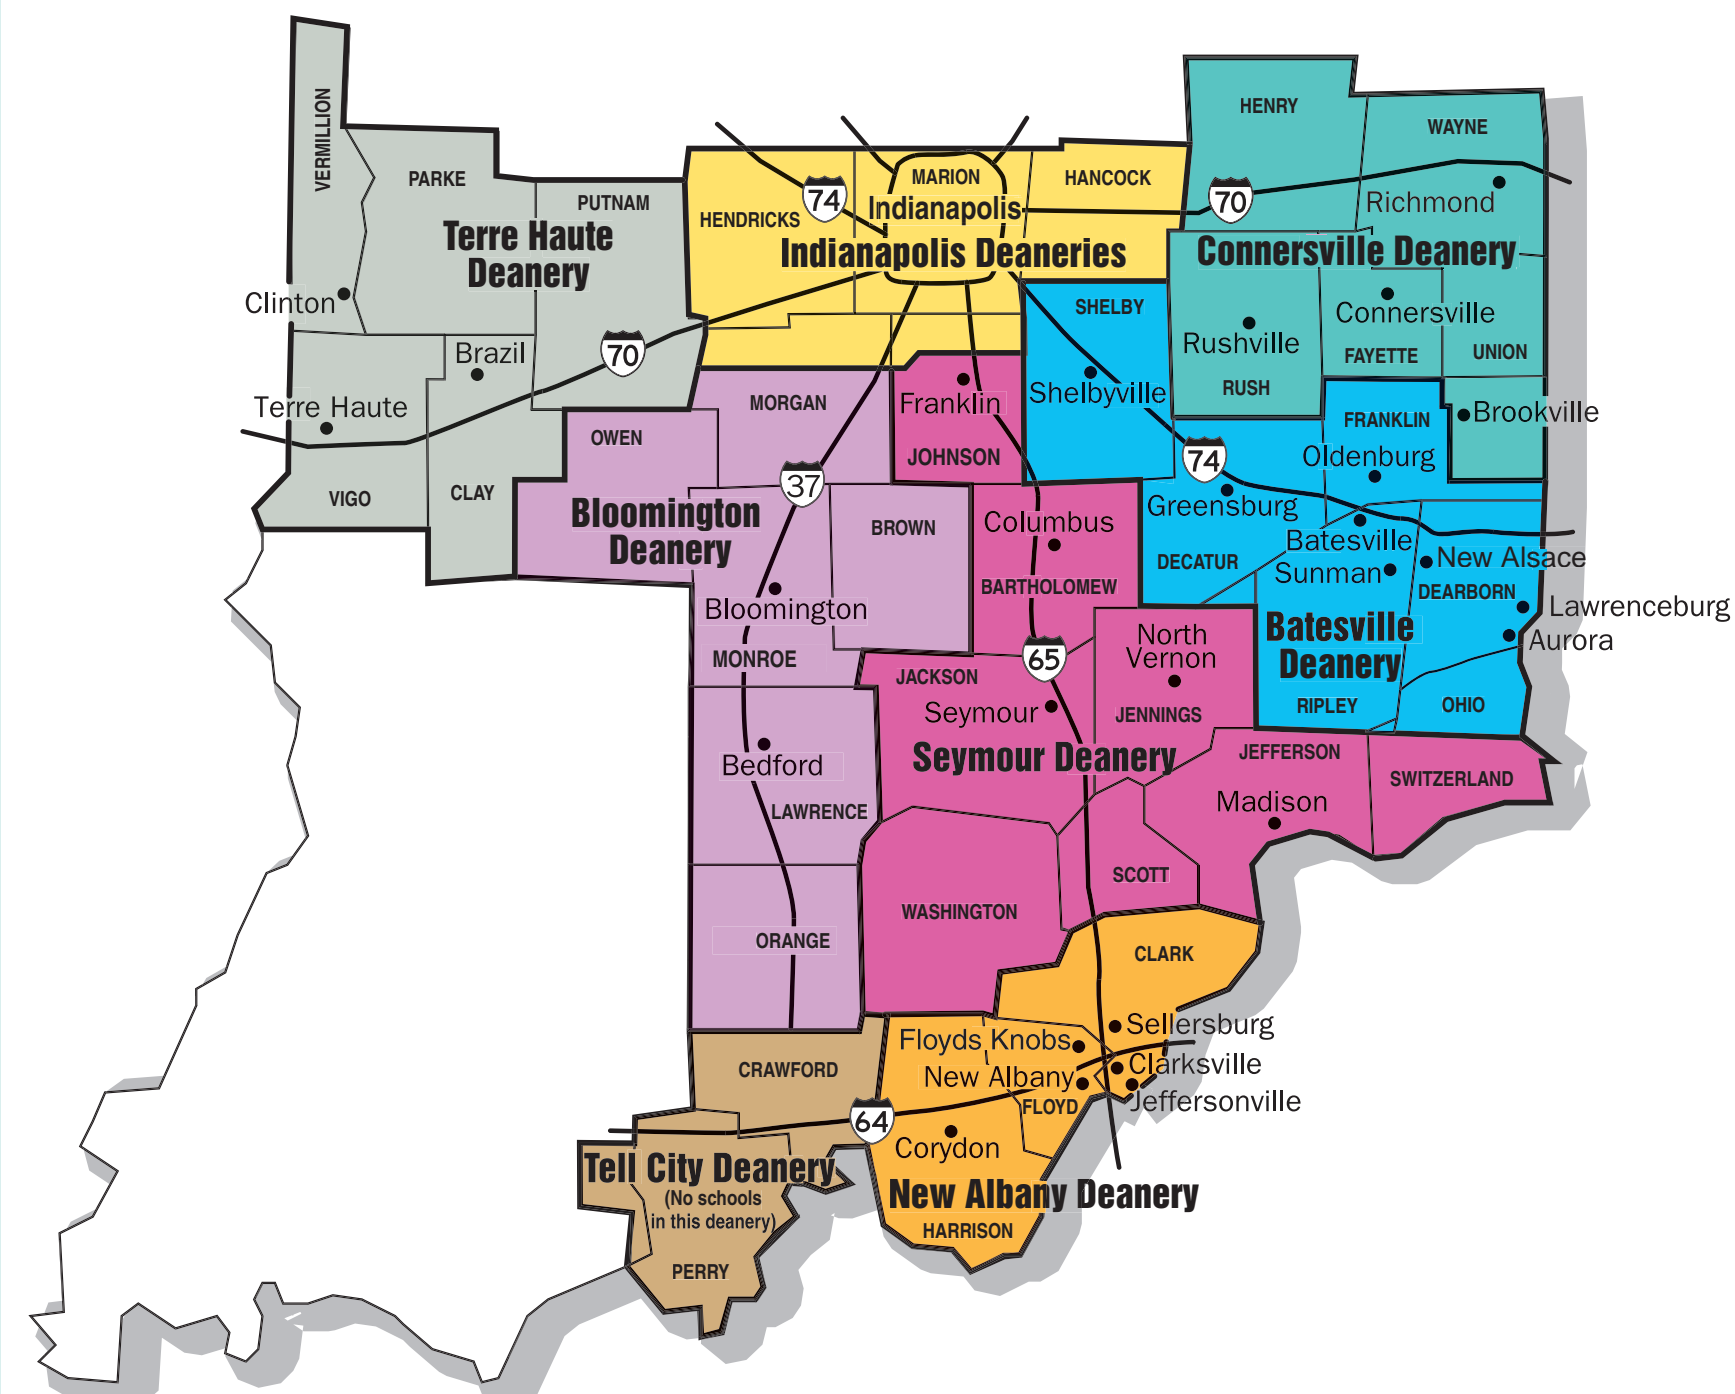 VERMILLION
PARKE
PUTNAM
Terre Haute
Deanery
Clinton
Brazil
70
Terre Haute
VIGO
CLAY
HENDRICKS
74
MARION
Indianapolis
HANCOCK
Indianapolis Deaneries
HENRY
WAYNE
70
Richmond
Connersville Deanery
Connersville
Rushville
FAYETTE
UNION
RUSH
Brookville
SHELBY
Shelbyville
FRANKLIN
Oldenburg
74
Greensburg
Batesville
New Alsace
Sunman
DECATUR
DEARBORN
Lawrenceburg
Batesville
Deanery
Aurora
RIPLEY
OHIO
MORGAN
OWEN
37
Bloomington
Deanery
BROWN
Bloomington
MONROE
Bedford
LAWRENCE
ORANGE
Franklin
JOHNSON
Columbus
BARTHOLOMEW
North
Vernon
65
JACKSON
Seymour
JENNINGS
Seymour Deanery
JEFFERSON
SWITZERLAND
Madison
SCOTT
WASHINGTON
CLARK
Sellersburg
Floyds Knobs
Clarksville
New Albany
Jeffersonville
FLOYD
64
Corydon
New Albany Deanery
HARRISON
CRAWFORD
Tell City Deanery
(No schools
in this deanery)
PERRY